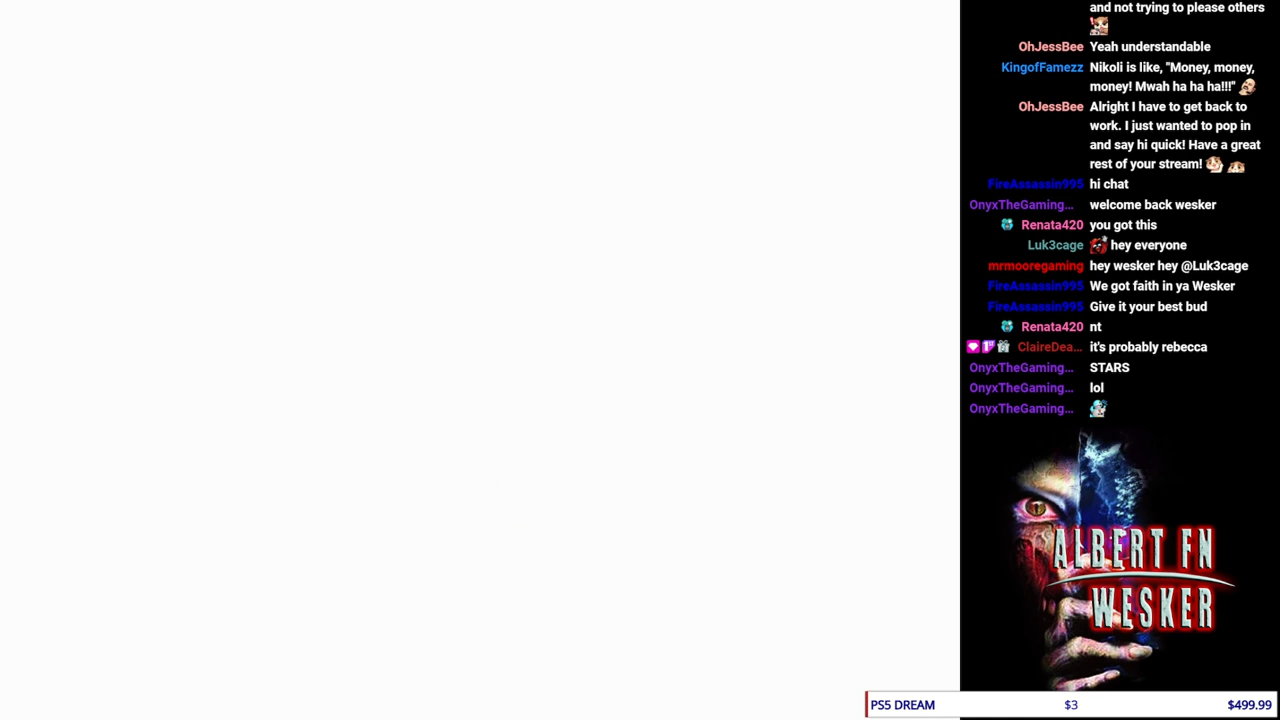 and not trying to please others
OhJessBee Yeah understandable
KingofFamezz Nikoli is like, "Money, money,
money! Mwah ha ha ha!!!"
OhJessBee Alright I have to get back to
work. I just wanted to pop in
and say hi quick! Have a great
rest of your stream!
FireAssassin995 hi chat
OnyxTheGaming... welcome back wesker
Renata420 you got this
Luk3cage hey everyone
mrmooregaming hey wesker hey @Luk3cage
FireAssassin995 We got faith in ya Wesker
FireAssassin995 Give it your best bud
Renata420 nt
ClaireDea... it's probably rebecca
OnyxTheGaming... STARS
OnyxTheGaming... lol
OnyxTheGaming...
ALBERT FN
WESKER
PS5 DREAM $3 $499.99